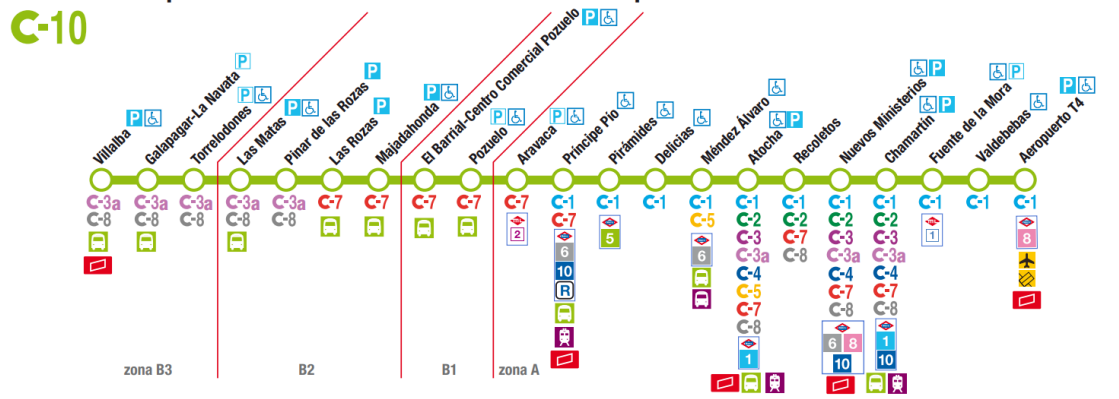 C-10
Villalba P
Galapagar-La Navata P
Torrelodones P
Las Matas P
Pinar de las Rozas P
Las Rozas P
Majadahonda P
El Barrial-Centro Comercial Pozuelo P
Pozuelo P
Aravaca P
Príncipe Pío
Pirámides
Delicias
Méndez Álvaro
Atocha P
Recoletos
Nuevos Ministerios P
Chamartín P
Fuente de la Mora P
Valdebebas
Aeropuerto T4 P
C-3a C-3a C-3a C-3a C-3a C-7 C-7 C-7 C-7 C-7 C-1 C-1 C-1 C-1 C-1 C-1 C-1 C-1 C-1 C-1 C-1
C-8 C-8 C-8 C-8 C-8 2 C-7 5 C-5 C-2 C-2 C-2 C-2 1 8
6 6 C-3 C-7 C-3 C-3
10 C-3a C-8 C-3a C-3a
R C-4 C-4 C-4
C-5 C-7 C-7
C-7 C-8 C-8
C-8 6 8 1
1 10 10
zona B3 B2 B1 zona A